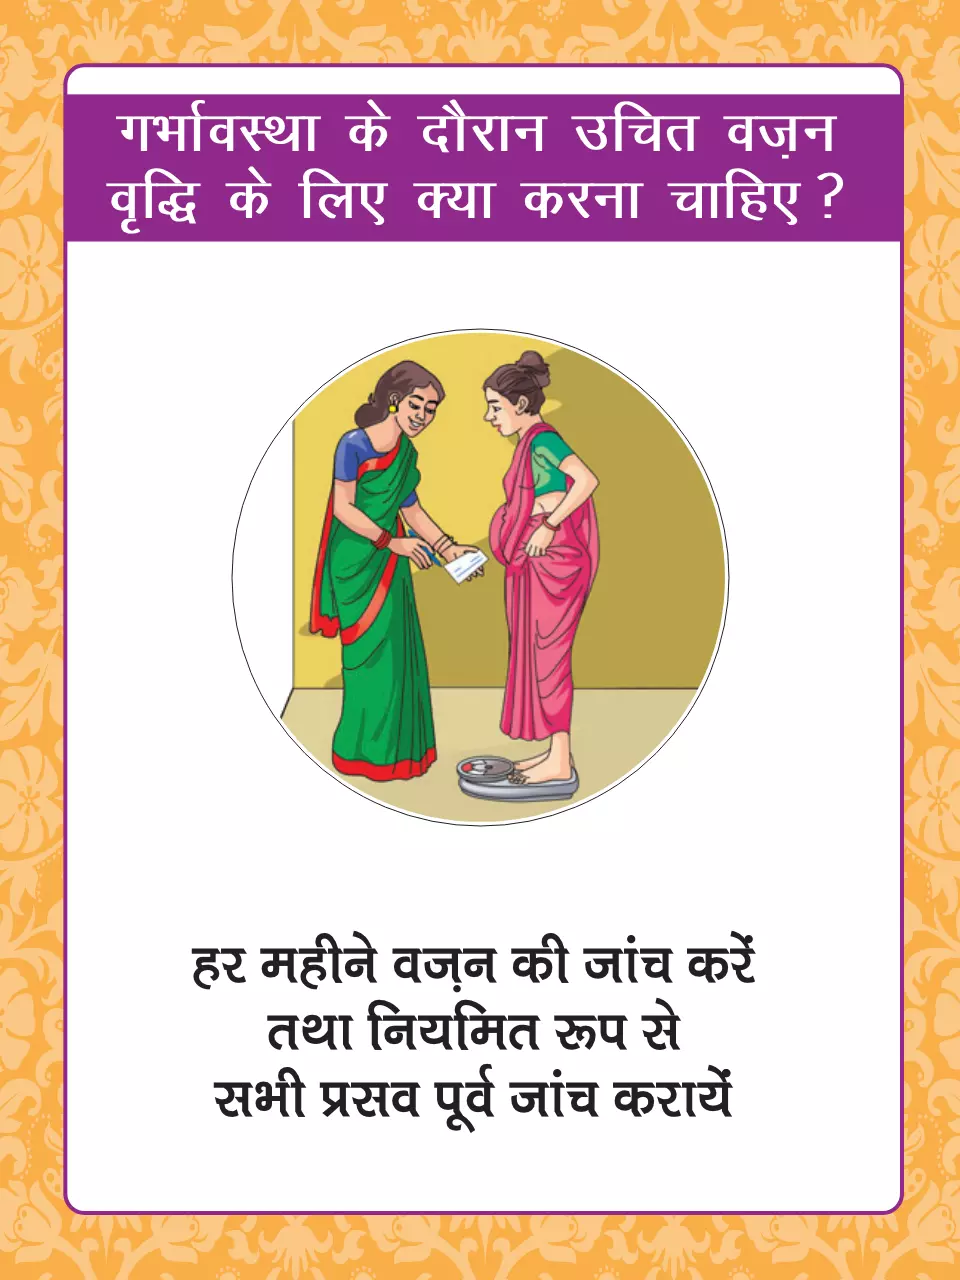 गर्भावस्था के दौरान उचित वज़न
वृद्धि के लिए क्या करना चाहिए ?
हर महीने वज़न की जांच करें
तथा नियमित रूप से
सभी प्रसव पूर्व जांच करायें